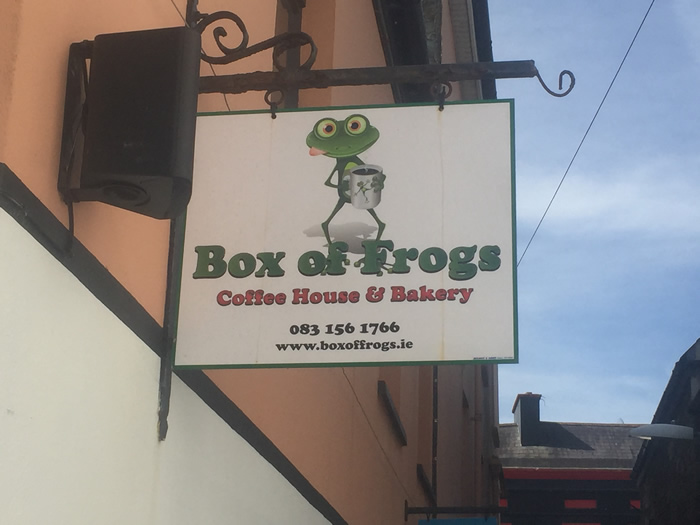 Box of Frogs
Coffee House & Bakery
083 156 1766
www.boxoffrogs.ie